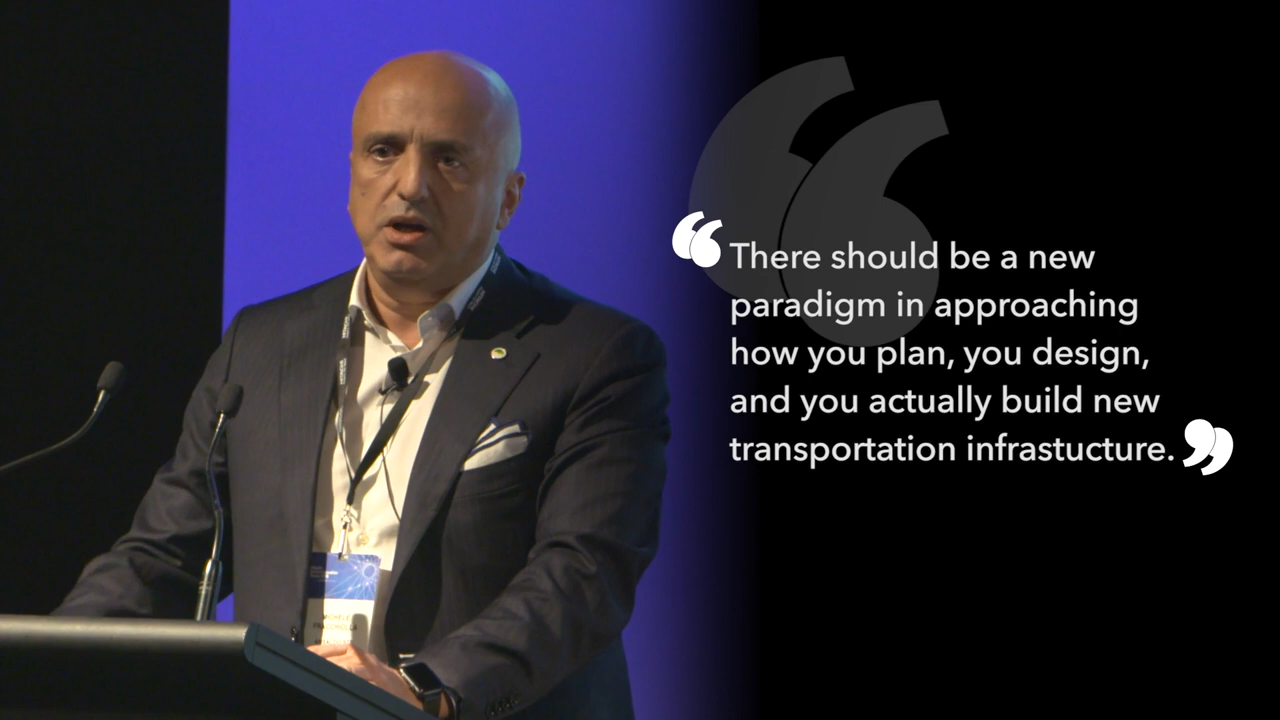 “There should be a new
paradigm in approaching
how you plan, you design,
and you actually build new
transportation infrastucture.”
MICHELE